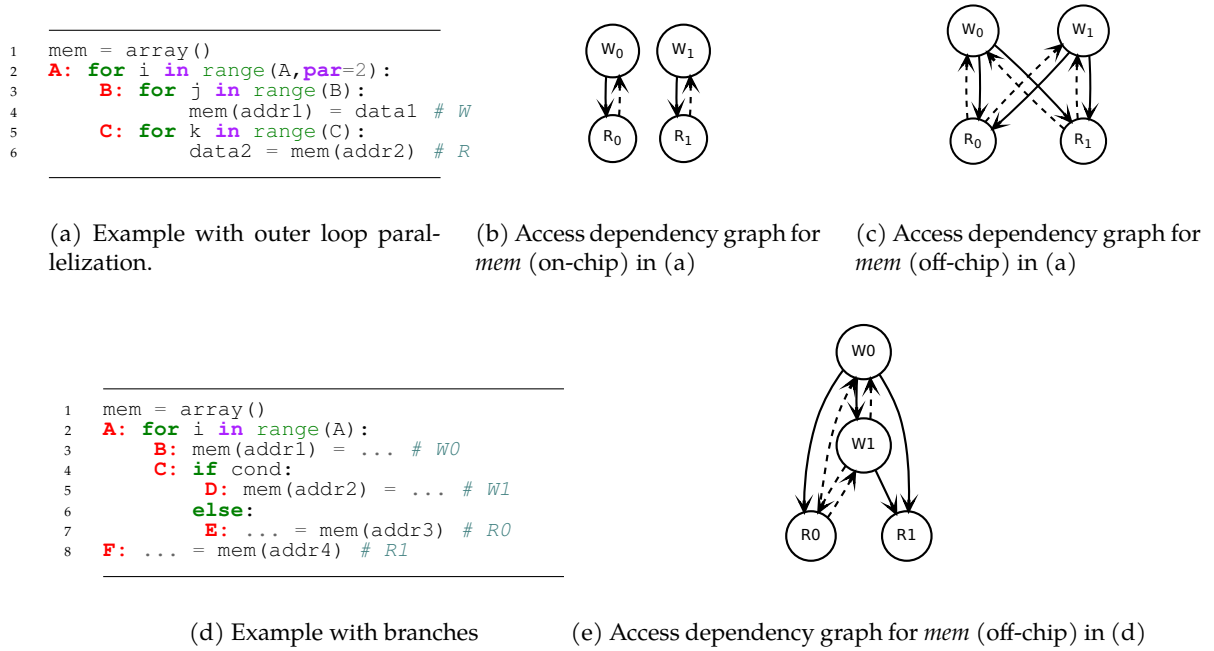 1 mem = array()
2 A: for i in range(A,par=2):
3 B: for j in range(B):
4 mem(addr1) = data1 # W
5 C: for k in range(C):
6 data2 = mem(addr2) # R
(a) Example with outer loop paral-
lelization.
W0 W1
R0 R1
(b) Access dependency graph for
mem (on-chip) in (a)
W0 W1
R0 R1
(c) Access dependency graph for
mem (off-chip) in (a)
1 mem = array()
2 A: for i in range(A):
3 B: mem(addr1) = ... # W0
4 C: if cond:
5 D: mem(addr2) = ... # W1
6 else:
7 E: ... = mem(addr3) # R0
8 F: ... = mem(addr4) # R1
(d) Example with branches
W0
W1
R0 R1
(e) Access dependency graph for mem (off-chip) in (d)